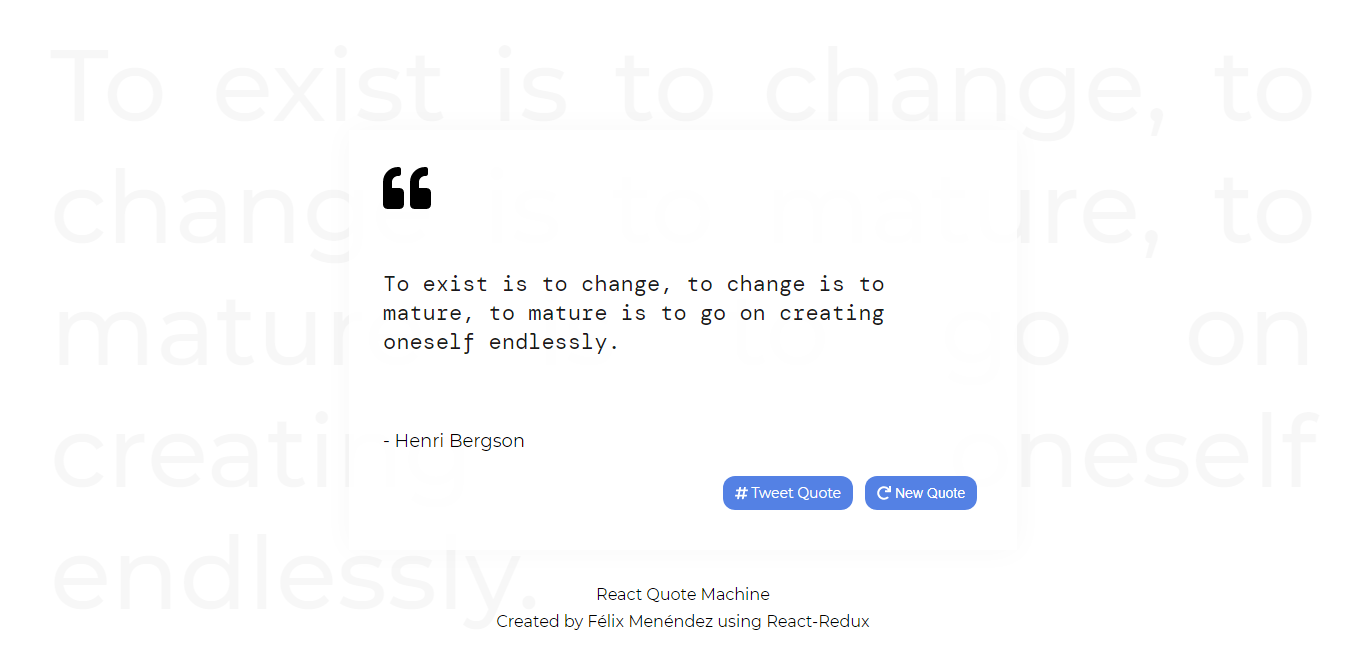 To exist is to change, to
change is to mature, to
mature is to go on
creating oneself
endlessly.
“
To exist is to change, to change is to
mature, to mature is to go on creating
oneself endlessly.
- Henri Bergson
# Tweet Quote
New Quote
React Quote Machine
Created by Félix Menéndez using React-Redux